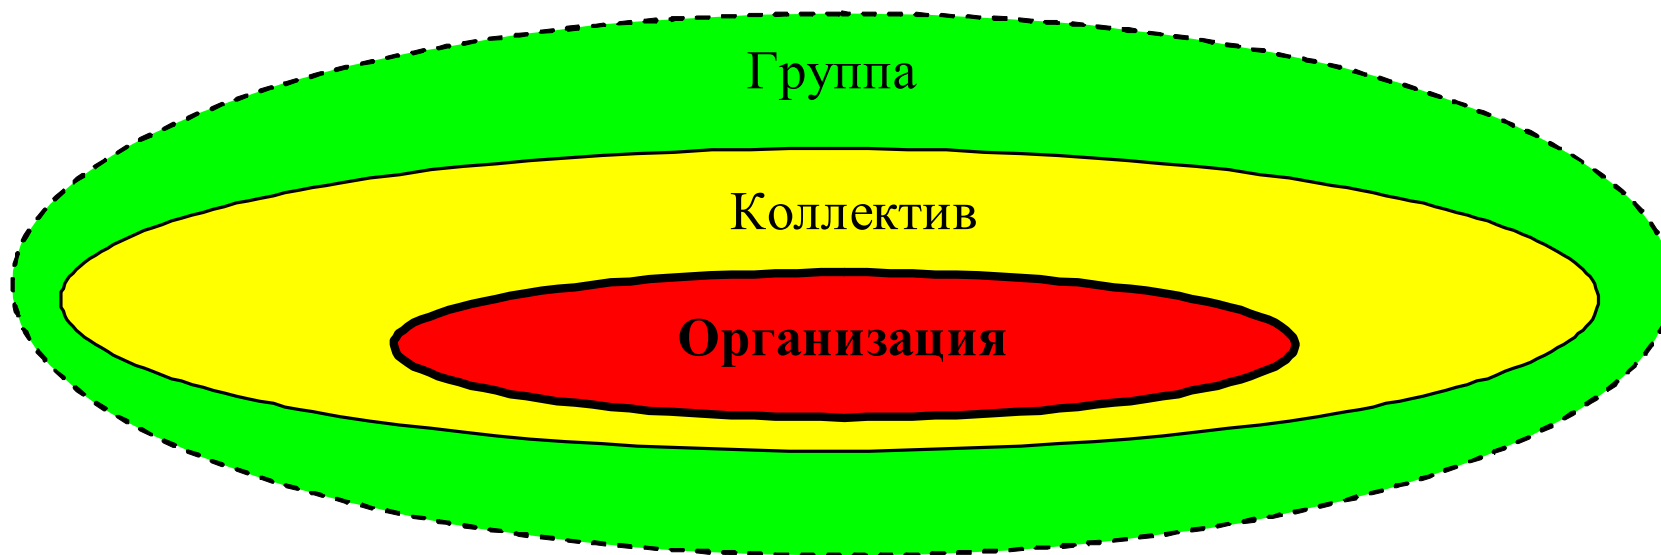 Группа
Коллектив
Организация